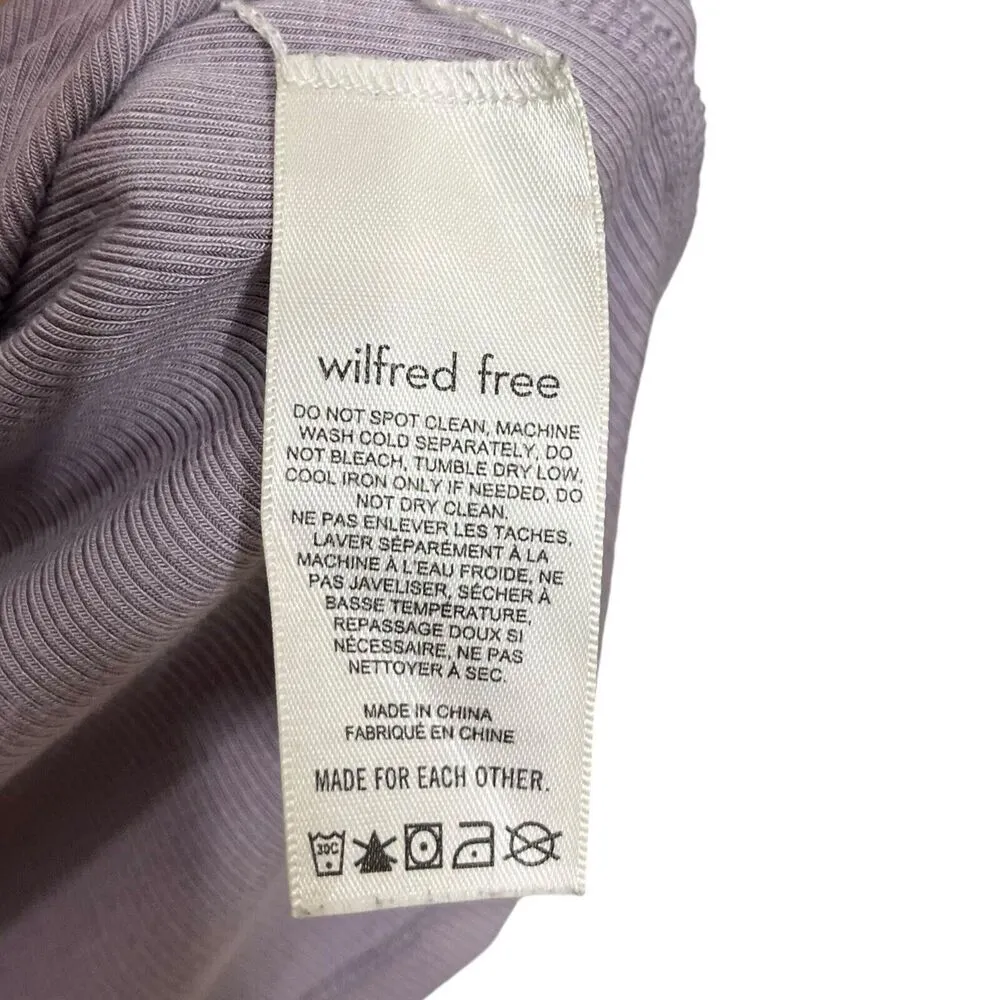 wilfred free
DO NOT SPOT CLEAN, MACHINE
WASH COLD SEPARATELY, DO
NOT BLEACH, TUMBLE DRY LOW,
COOL IRON ONLY IF NEEDED, DO
NOT DRY CLEAN.
NE PAS ENLEVER LES TACHES,
LAVER SÉPARÉMENT À LA
MACHINE À L'EAU FROIDE, NE
PAS JAVELISER, SÉCHER À
BASSE TEMPÉRATURE,
REPASSAGE DOUX SI
NÉCESSAIRE, NE PAS
NETTOYER À SEC.
MADE IN CHINA
FABRIQUÉ EN CHINE
MADE FOR EACH OTHER.
30C